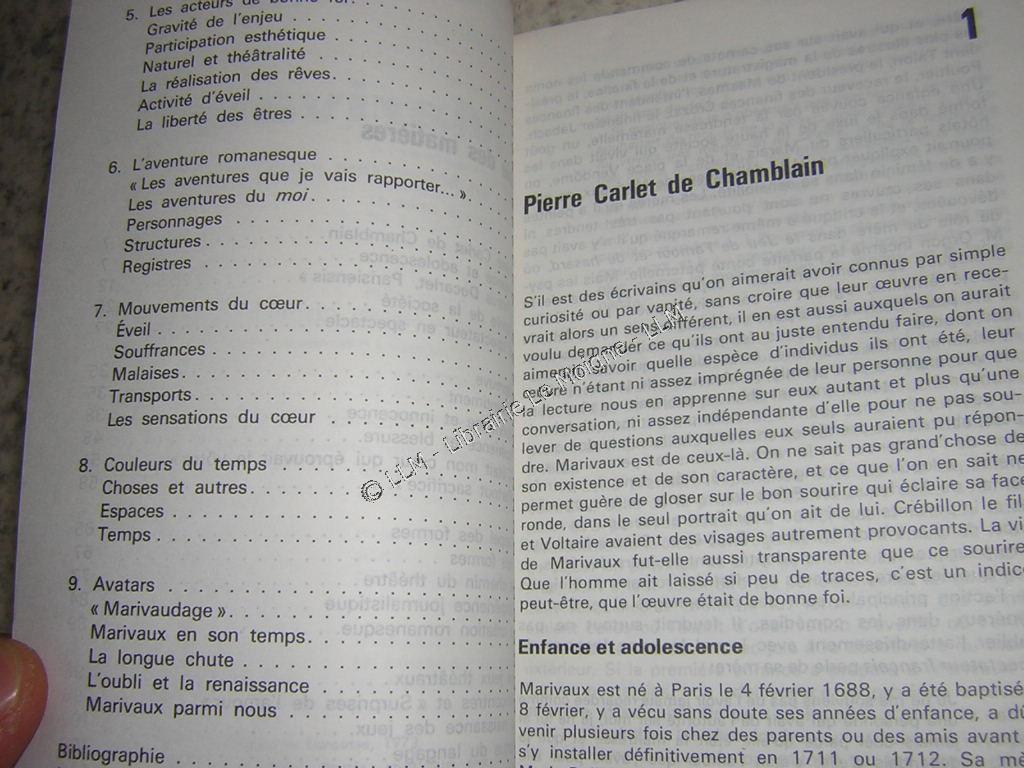 5. Les acteurs de bonne foi
Gravité de l'enjeu
Participation esthétique
Naturel et théâtralité
La réalisation des rêves
Activité d'éveil
La liberté des êtres
6. L'aventure romanesque
« Les aventures que je vais rapporter... »
Les aventures du moi
Personnages
Structures
Registres
7. Mouvements du cœur
Éveil
Souffrances
Malaises
Transports
Les sensations du cœur
8. Couleurs du temps
Choses et autres
Espaces
Temps
9. Avatars
« Marivaudage »
Marivaux en son temps
La longue chute
L'oubli et la renaissance
Marivaux parmi nous
Bibliographie
1
Pierre Carlet de Chamblain
S'il est des écrivains qu'on aimerait avoir connus par simple
curiosité ou par vanité, sans croire que leur œuvre en rece-
vrait alors un sens différent, il en est aussi auxquels on aurait
voulu demander ce qu'ils ont au juste entendu faire, dont on
aimerait savoir quelle espèce d'individus ils ont été, leur
œuvre n'étant ni assez imprégnée de leur personne pour que
la lecture nous en apprenne sur eux autant et plus qu'une
conversation, ni assez indépendante d'elle pour ne pas sou-
lever de questions auxquelles eux seuls auraient pu répon-
dre. Marivaux est de ceux-là. On ne sait pas grand'chose de
son existence et de son caractère, et ce que l'on en sait ne
permet guère de gloser sur le bon sourire qui éclaire sa face
ronde, dans le seul portrait qu'on ait de lui. Crébillon le fil
et Voltaire avaient des visages autrement provocants. La vi
de Marivaux fut-elle aussi transparente que ce sourire
Que l'homme ait laissé si peu de traces, c'est un indice
peut-être, que l'œuvre était de bonne foi.
Enfance et adolescence
Marivaux est né à Paris le 4 février 1688, y a été baptisé
8 février, y a vécu sans doute ses années d'enfance, a dû
venir plusieurs fois chez des parents ou des amis avant
s'y installer définitivement en 1711 ou 1712. Sa mè
© LLM - Librairie Le Moigne - LLM